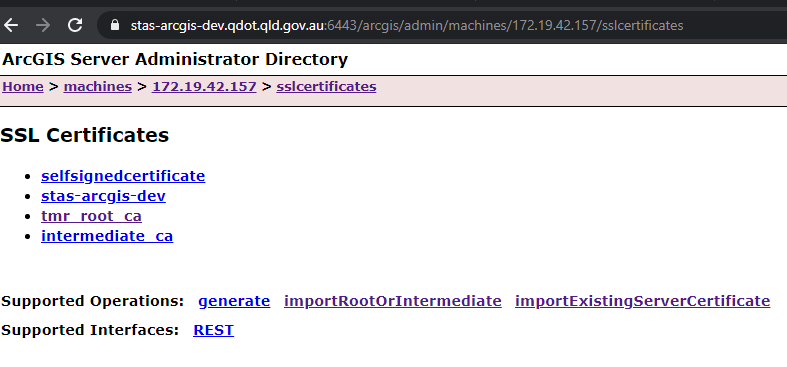 stas-arcgis-dev.qdot.qld.gov.au:6443/arcgis/admin/machines/172.19.42.157/sslcertificates
ArcGIS Server Administrator Directory
Home > machines > 172.19.42.157 > sslcertificates
SSL Certificates
selfsignedcertificate
stas-arcgis-dev
tmr_root_ca
intermediate_ca
Supported Operations: generate importRootOrIntermediate importExistingServerCertificate
Supported Interfaces: REST